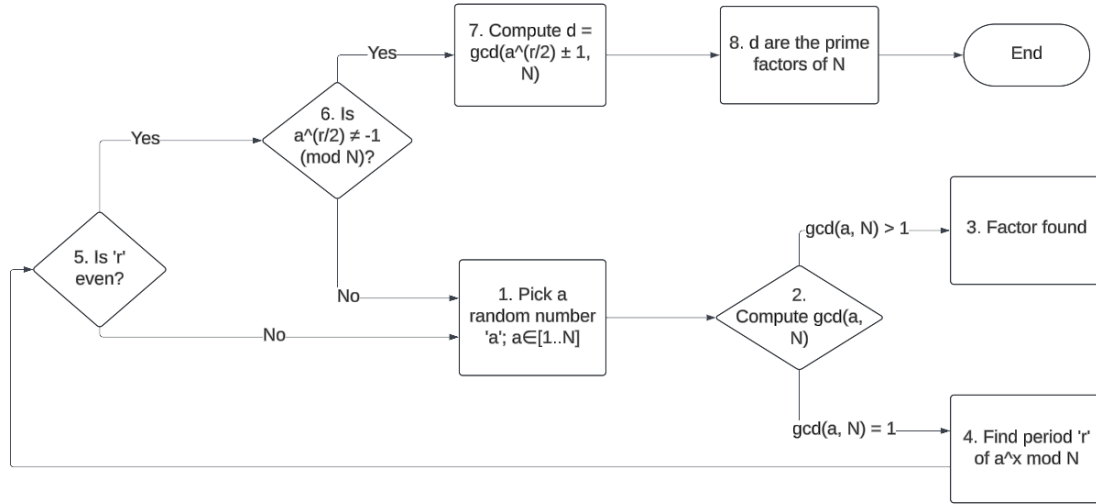 7. Compute d =
gcd(a^(r/2) ± 1,
N)
8. d are the prime
factors of N
End
Yes
6. Is
a^(r/2) ≠ -1
(mod N)?
Yes
5. Is 'r'
even?
gcd(a, N) > 1
3. Factor found
No
1. Pick a
random number
'a'; a∈[1..N]
2.
Compute gcd(a,
N)
No
gcd(a, N) = 1
4. Find period 'r'
of a^x mod N